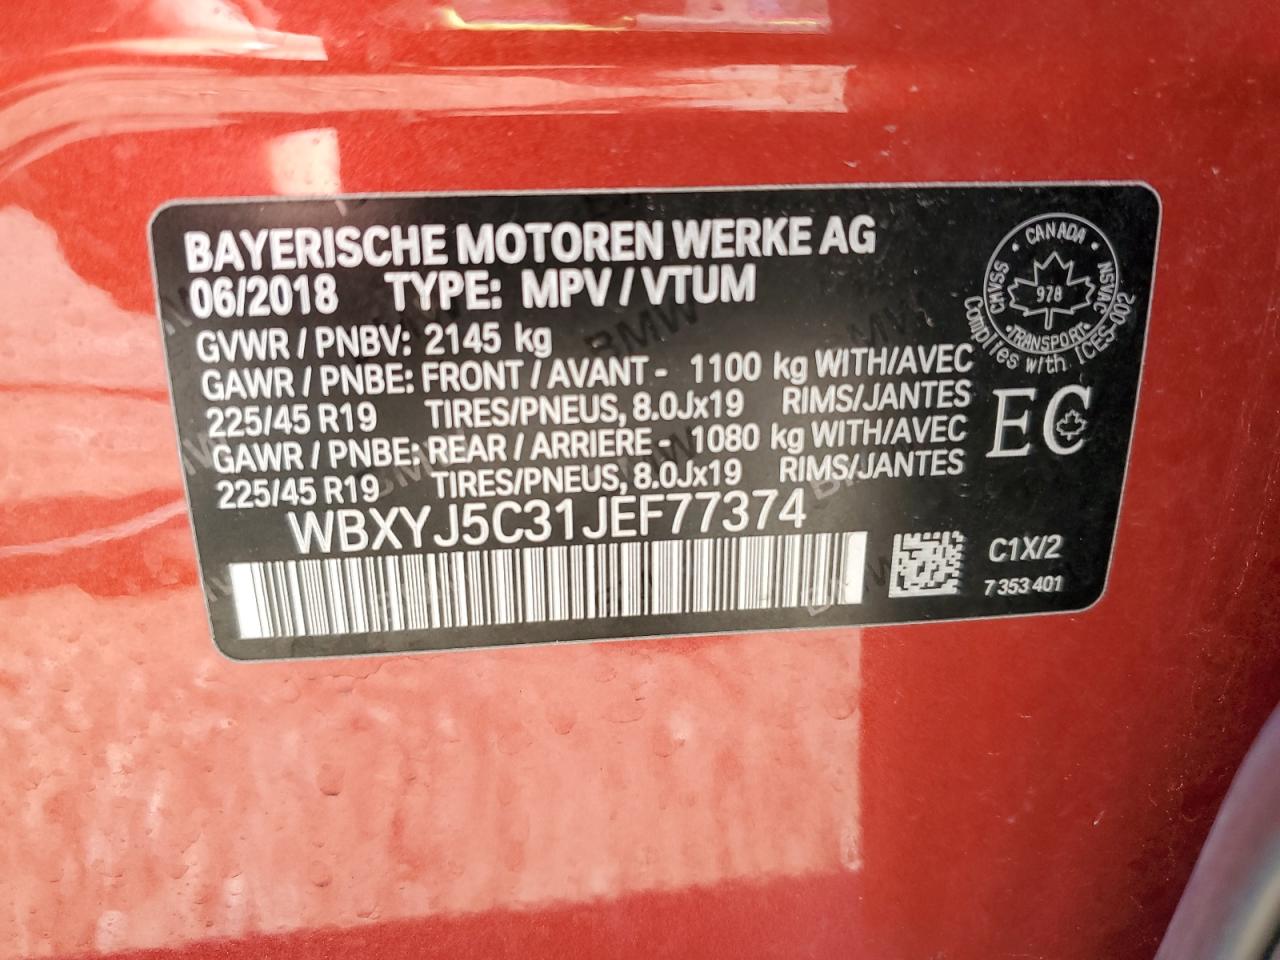 BAYERISCHE MOTOREN WERKE AG
06/2018 TYPE: MPV / VTUM
GVWR / PNBV: 2145 kg
GAWR / PNBE: FRONT / AVANT - 1100 kg WITH/AVEC
225/45 R19 TIRES/PNEUS, 8.0Jx19 RIMS/JANTES
GAWR / PNBE: REAR / ARRIERE - 1080 kg WITH/AVEC
225/45 R19 TIRES/PNEUS, 8.0Jx19 RIMS/JANTES
WBXYJ5C31JEF77374
CANADA
CMVSS
NSVAC
978
TRANSPORT
Complies with ICES-002
EC
C1X/2
7 353 401
BMW